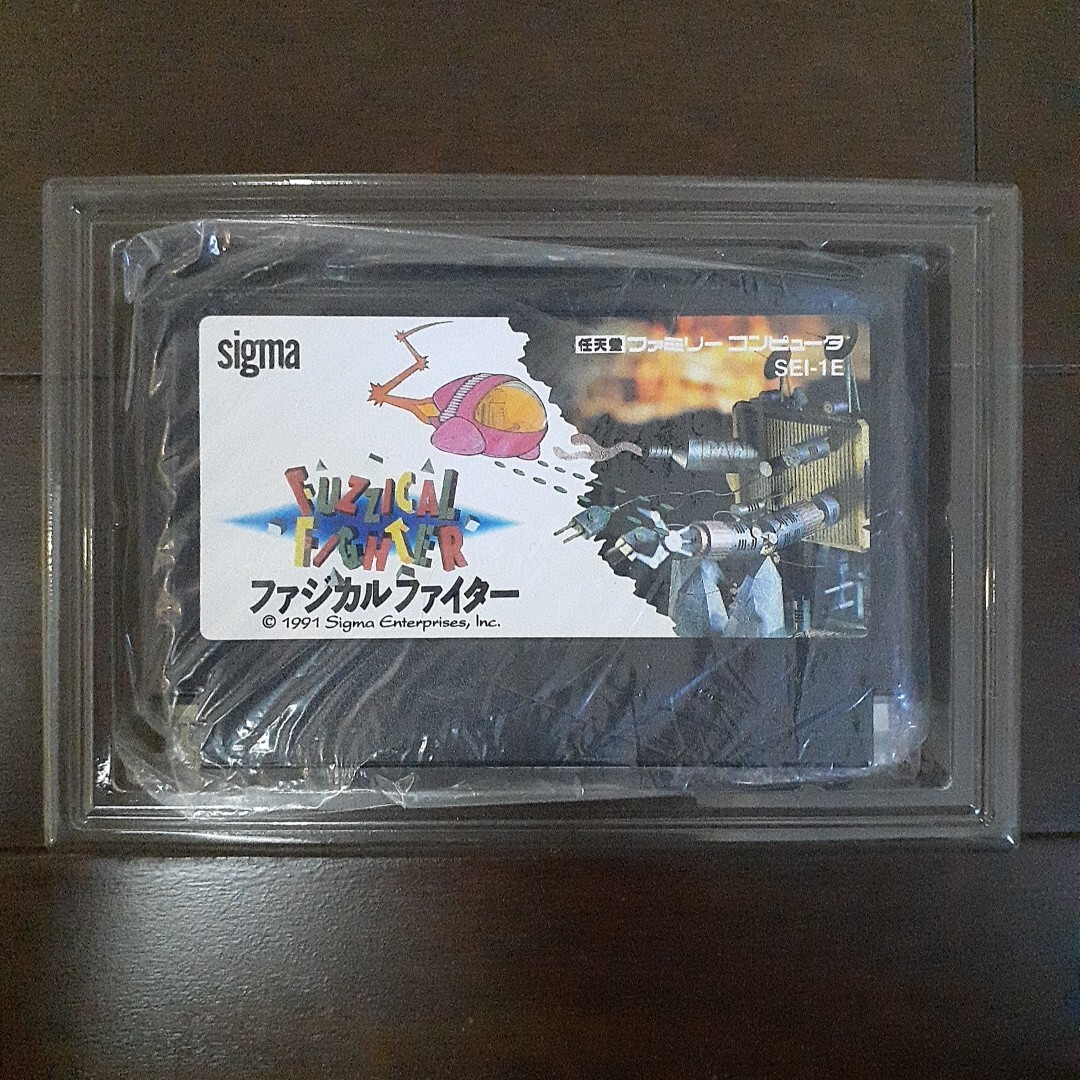 sigma
任天堂 ファミリー コンピュータ
SEI-1E
FUZZICAL
FIGHTER
ファジカル ファイター
© 1991 Sigma Enterprises, Inc.